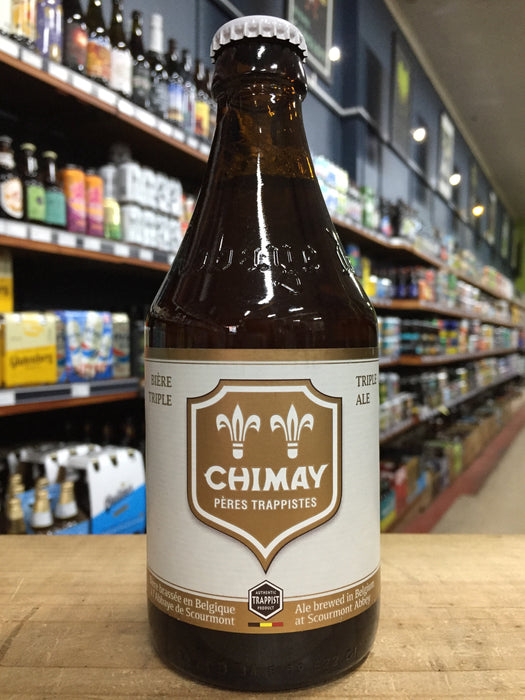 CHIMAY
BIÈRE
TRIPLE
TRIPLE
ALE
CHIMAY
PÈRES TRAPPISTES
AUTHENTIC
TRAPPIST
PRODUCT
Bière brassée en Belgique
à l'Abbaye de Scourmont
Ale brewed in Belgium
at Scourmont Abbey